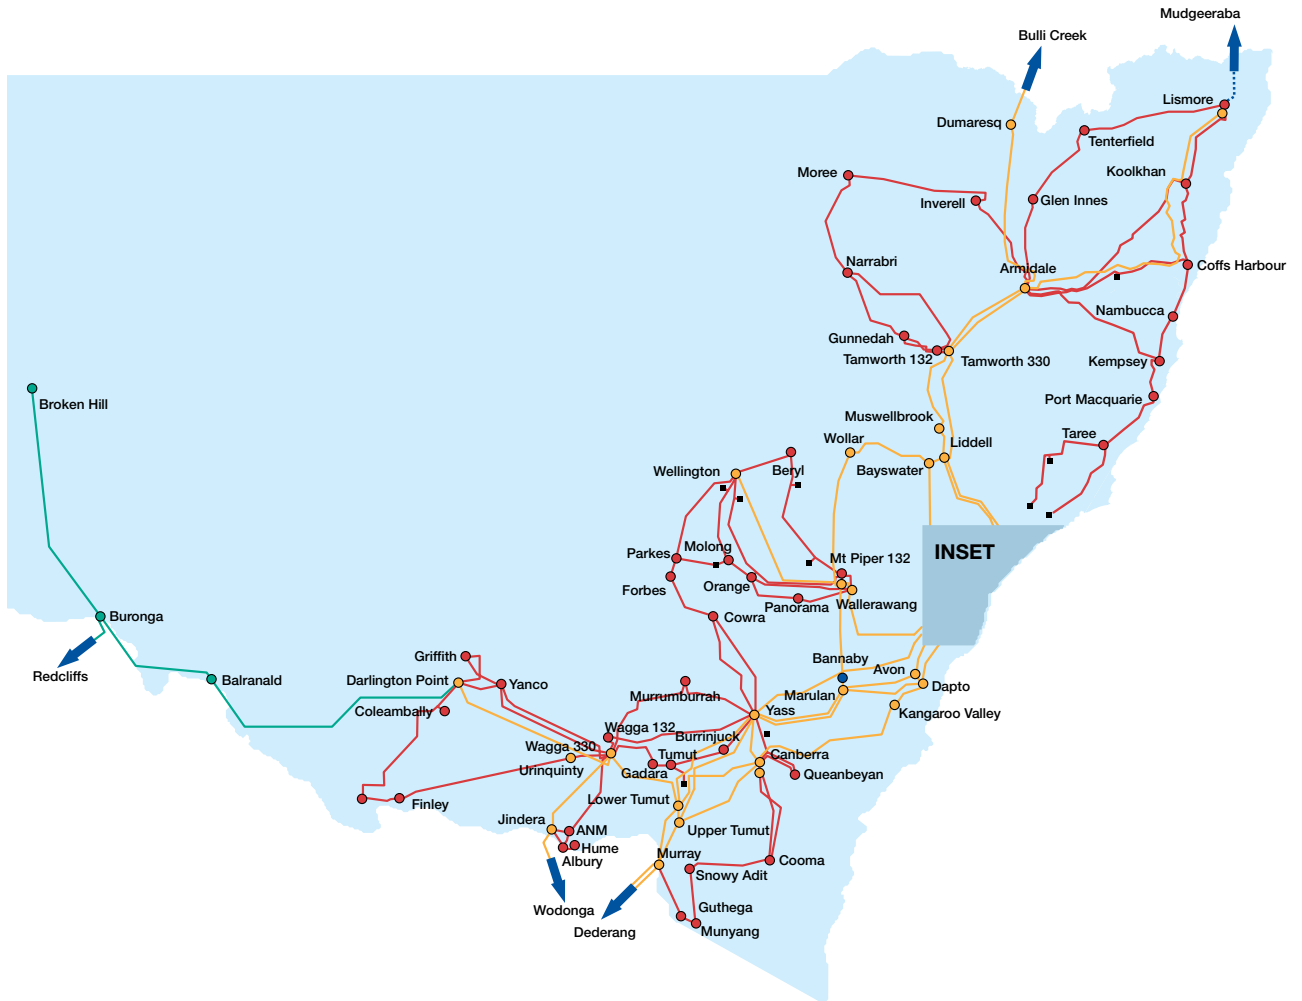 Mudgeeraba
Bulli Creek
Lismore
Dumaresq
Tenterfield
Koolkhan
Moree
Inverell
Glen Innes
Narrabri
Armidale
Coffs Harbour
Nambucca
Gunnedah
Tamworth 132
Tamworth 330
Kempsey
Broken Hill
Port Macquarie
Muswellbrook
Taree
Wollar
Liddell
Wellington
Beryl
Bayswater
INSET
Parkes
Molong
Mt Piper 132
Forbes
Orange
Panorama
Wallerawang
Buronga
Cowra
Griffith
Bannaby
Redcliffs
Balranald
Darlington Point
Yanco
Avon
Dapto
Murrumburrah
Marulan
Coleambally
Yass
Kangaroo Valley
Wagga 132
Burrinjuck
Wagga 330
Tumut
Canberra
Urinquinty
Gadara
Queanbeyan
Finley
Lower Tumut
Jindera
ANM
Upper Tumut
Hume
Albury
Murray
Cooma
Snowy Adit
Wodonga
Guthega
Dederang
Munyang